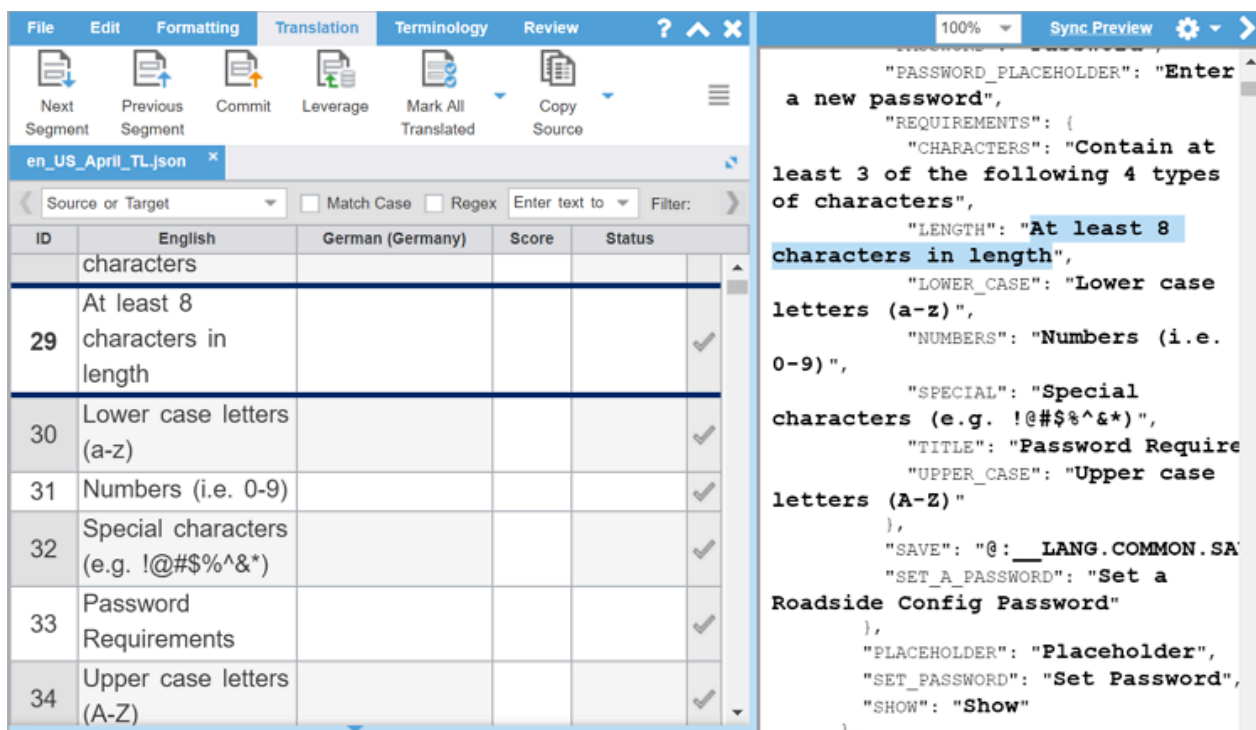 File Edit Formatting Translation Terminology Review ?
Next Segment
Previous Segment
Commit
Leverage
Mark All Translated
Copy Source
en_US_April_TL.json ×
Source or Target Match Case Regex Enter text to Filter:
ID English German (Germany) Score Status
characters
29 At least 8
characters in
length
30 Lower case letters
(a-z)
31 Numbers (i.e. 0-9)
32 Special characters
(e.g. !@#$%^&*)
33 Password
Requirements
34 Upper case letters
(A-Z)
100% Sync Preview
"PASSWORD_PLACEHOLDER": "Enter
a new password",
"REQUIREMENTS": {
"CHARACTERS": "Contain at
least 3 of the following 4 types
of characters",
"LENGTH": "At least 8
characters in length",
"LOWER_CASE": "Lower case
letters (a-z)",
"NUMBERS": "Numbers (i.e.
0-9)",
"SPECIAL": "Special
characters (e.g. !@#$%^&*)",
"TITLE": "Password Require
"UPPER_CASE": "Upper case
letters (A-Z)"
},
"SAVE": "@:__LANG.COMMON.SA
"SET_A_PASSWORD": "Set a
Roadside Config Password"
},
"PLACEHOLDER": "Placeholder",
"SET_PASSWORD": "Set Password",
"SHOW": "Show"